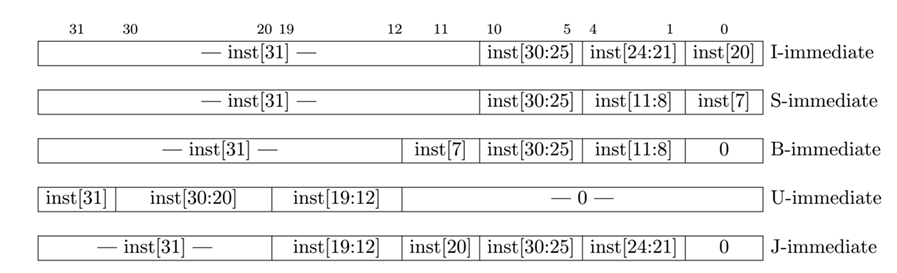 31 30 20 19 12 11 10 5 4 1 0
— inst[31] — inst[30:25] inst[24:21] inst[20] I-immediate
— inst[31] — inst[30:25] inst[11:8] inst[7] S-immediate
— inst[31] — inst[7] inst[30:25] inst[11:8] 0 B-immediate
inst[31] inst[30:20] inst[19:12] — 0 — U-immediate
— inst[31] — inst[19:12] inst[20] inst[30:25] inst[24:21] 0 J-immediate